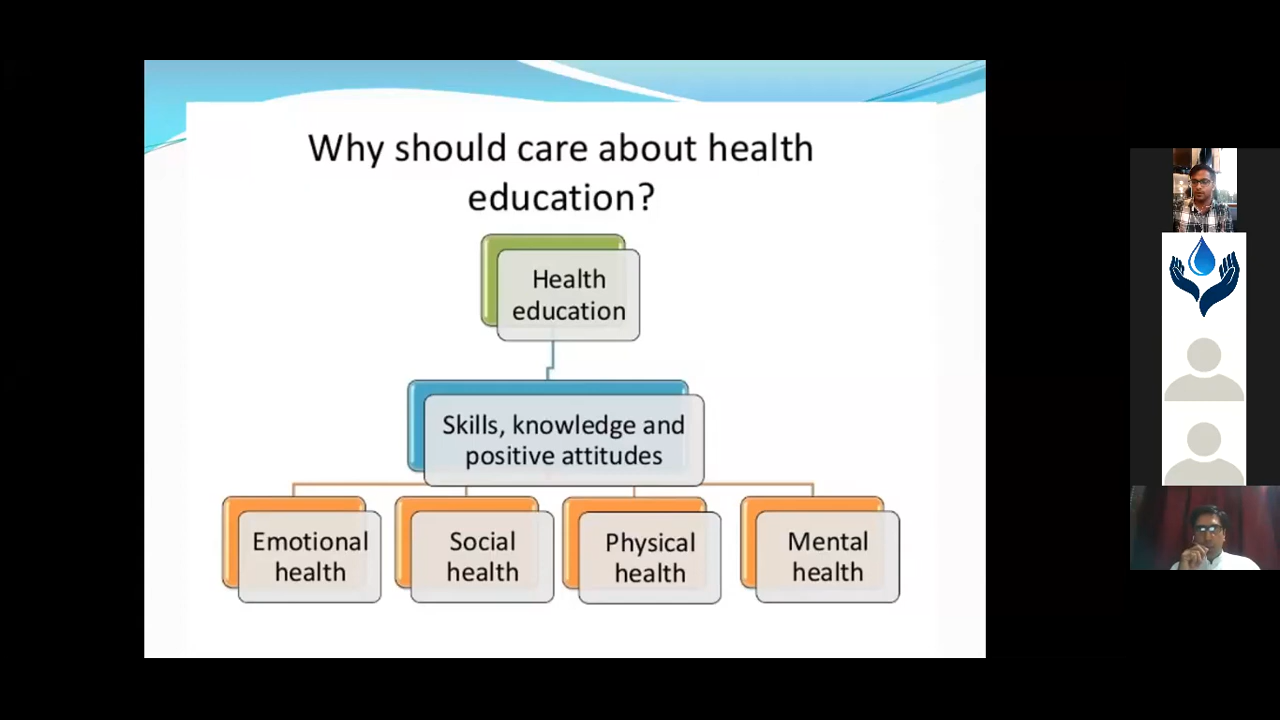 Why should care about health
education?
Health
education
Skills, knowledge and
positive attitudes
Emotional
health
Social
health
Physical
health
Mental
health